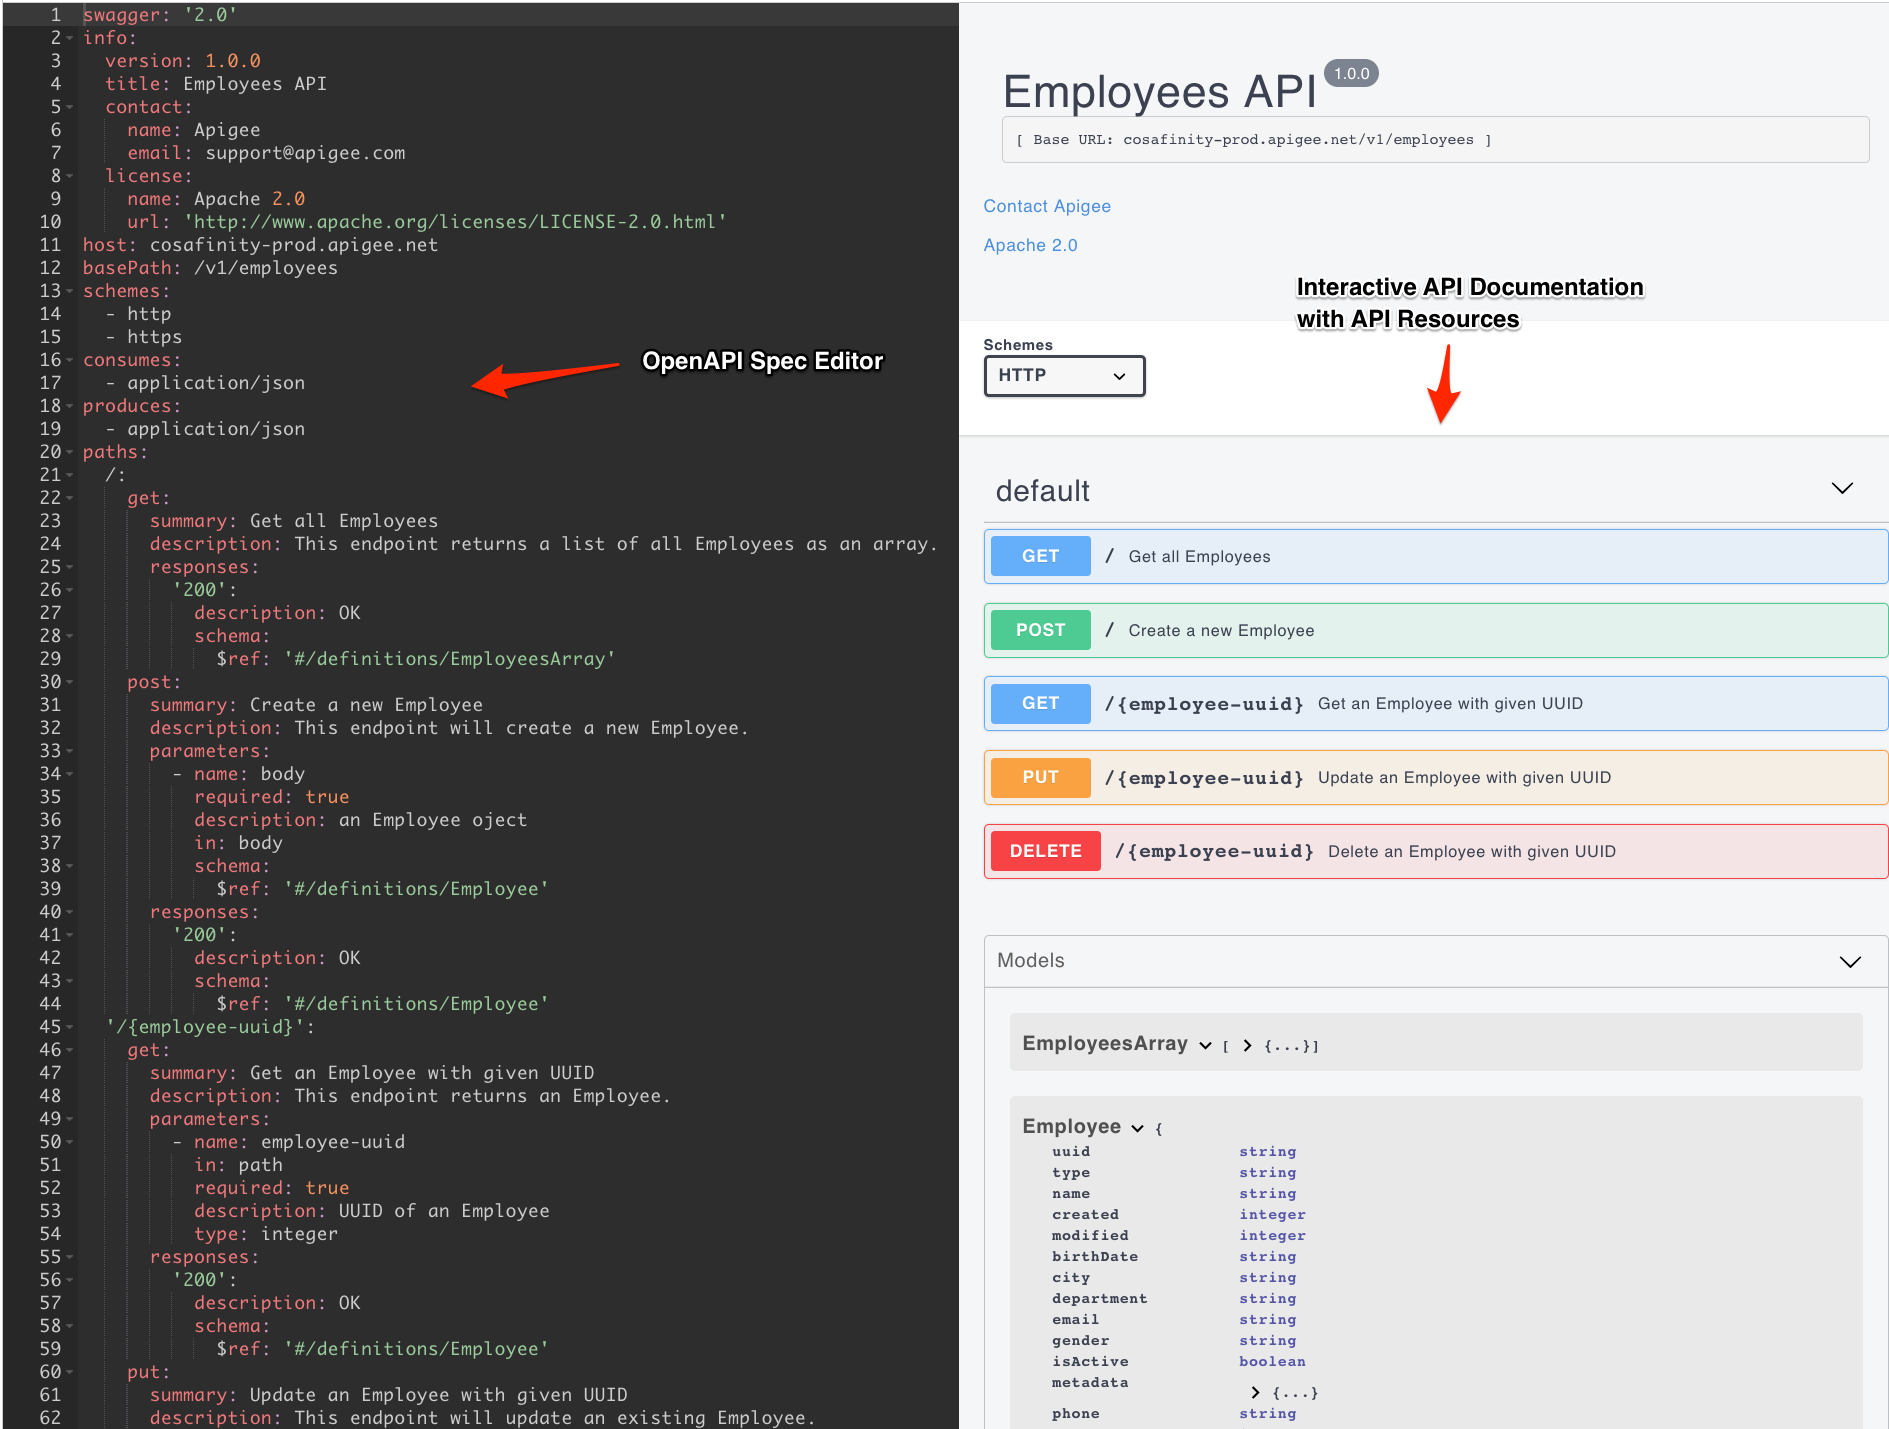 1 swagger: '2.0'
2 info:
3 version: 1.0.0
4 title: Employees API
5 contact:
6 name: Apigee
7 email: support@apigee.com
8 license:
9 name: Apache 2.0
10 url: 'http://www.apache.org/licenses/LICENSE-2.0.html'
11 host: cosafinity-prod.apigee.net
12 basePath: /v1/employees
13 schemes:
14 - http
15 - https
16 consumes:
17 - application/json
18 produces:
19 - application/json
20 paths:
21 /:
22 get:
23 summary: Get all Employees
24 description: This endpoint returns a list of all Employees as an array.
25 responses:
26 '200':
27 description: OK
28 schema:
29 $ref: '#/definitions/EmployeesArray'
30 post:
31 summary: Create a new Employee
32 description: This endpoint will create a new Employee.
33 parameters:
34 - name: body
35 required: true
36 description: an Employee oject
37 in: body
38 schema:
39 $ref: '#/definitions/Employee'
40 responses:
41 '200':
42 description: OK
43 schema:
44 $ref: '#/definitions/Employee'
45 '/{employee-uuid}':
46 get:
47 summary: Get an Employee with given UUID
48 description: This endpoint returns an Employee.
49 parameters:
50 - name: employee-uuid
51 in: path
52 required: true
53 description: UUID of an Employee
54 type: integer
55 responses:
56 '200':
57 description: OK
58 schema:
59 $ref: '#/definitions/Employee'
60 put:
61 summary: Update an Employee with given UUID
62 description: This endpoint will update an existing Employee.
OpenAPI Spec Editor
Employees API 1.0.0
[ Base URL: cosafinity-prod.apigee.net/v1/employees ]
Contact Apigee
Apache 2.0
Interactive API Documentation
with API Resources
Schemes
HTTP
default
GET / Get all Employees
POST / Create a new Employee
GET /{employee-uuid} Get an Employee with given UUID
PUT /{employee-uuid} Update an Employee with given UUID
DELETE /{employee-uuid} Delete an Employee with given UUID
Models
EmployeesArray [ {...}]
Employee {
uuid string
type string
name string
created integer
modified integer
birthDate string
city string
department string
email string
gender string
isActive boolean
metadata {...}
phone string